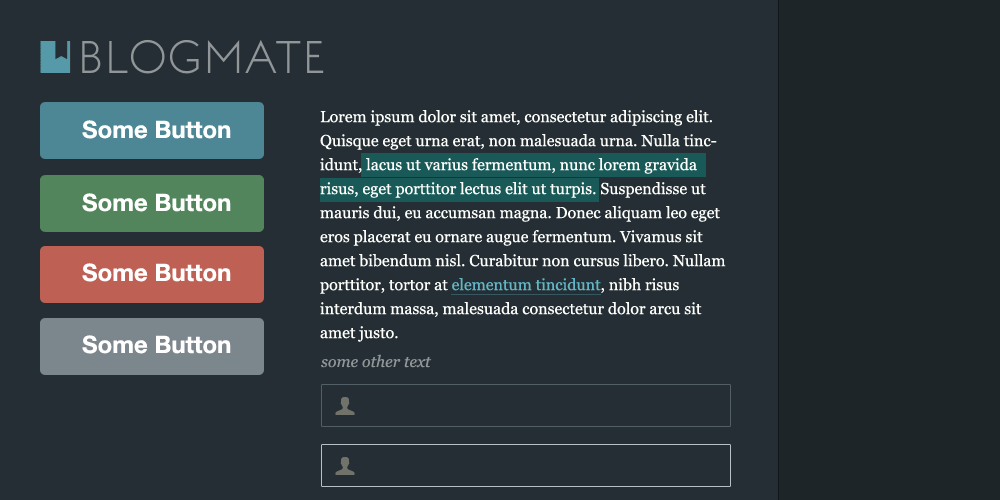 BLOGMATE
Some Button
Some Button
Some Button
Some Button
Lorem ipsum dolor sit amet, consectetur adipiscing elit.
Quisque eget urna erat, non malesuada urna. Nulla tinc-
idunt, lacus ut varius fermentum, nunc lorem gravida
risus, eget porttitor lectus elit ut turpis. Suspendisse ut
mauris dui, eu accumsan magna. Donec aliquam leo eget
eros placerat eu ornare augue fermentum. Vivamus sit
amet bibendum nisl. Curabitur non cursus libero. Nullam
porttitor, tortor at elementum tincidunt, nibh risus
interdum massa, malesuada consectetur dolor arcu sit
amet justo.
some other text